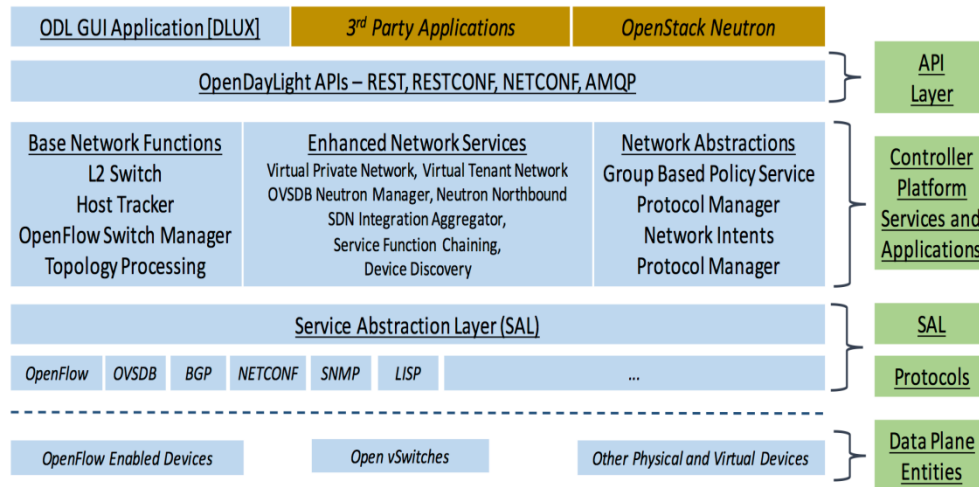 ODL GUI Application [DLUX]
3rd Party Applications
OpenStack Neutron
OpenDayLight APIs – REST, RESTCONF, NETCONF, AMQP
API
Layer
Base Network Functions
L2 Switch
Host Tracker
OpenFlow Switch Manager
Topology Processing
Enhanced Network Services
Virtual Private Network, Virtual Tenant Network
OVSDB Neutron Manager, Neutron Northbound
SDN Integration Aggregator,
Service Function Chaining,
Device Discovery
Network Abstractions
Group Based Policy Service
Protocol Manager
Network Intents
Protocol Manager
Controller
Platform
Services and
Applications
Service Abstraction Layer (SAL)
SAL
OpenFlow
OVSDB
BGP
NETCONF
SNMP
LISP
...
Protocols
OpenFlow Enabled Devices
Open vSwitches
Other Physical and Virtual Devices
Data Plane
Entities